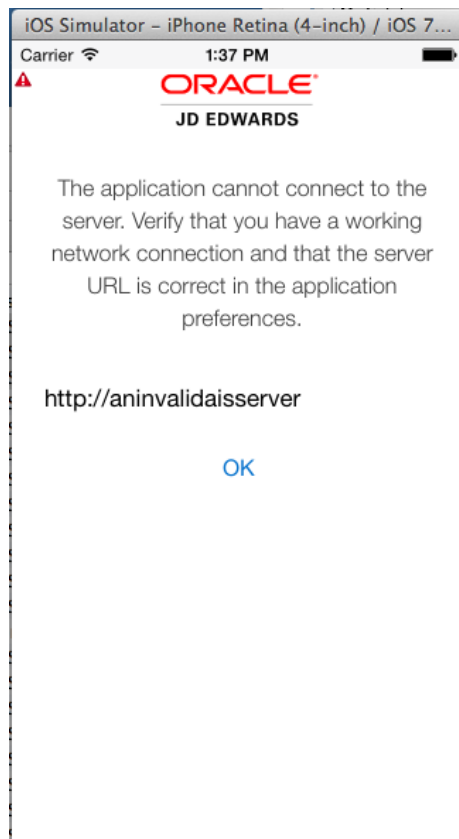 iOS Simulator – iPhone Retina (4-inch) / iOS 7...
Carrier 1:37 PM
ORACLE®
JD EDWARDS
The application cannot connect to the
server. Verify that you have a working
network connection and that the server
URL is correct in the application
preferences.
http://aninvalidaisserver
OK